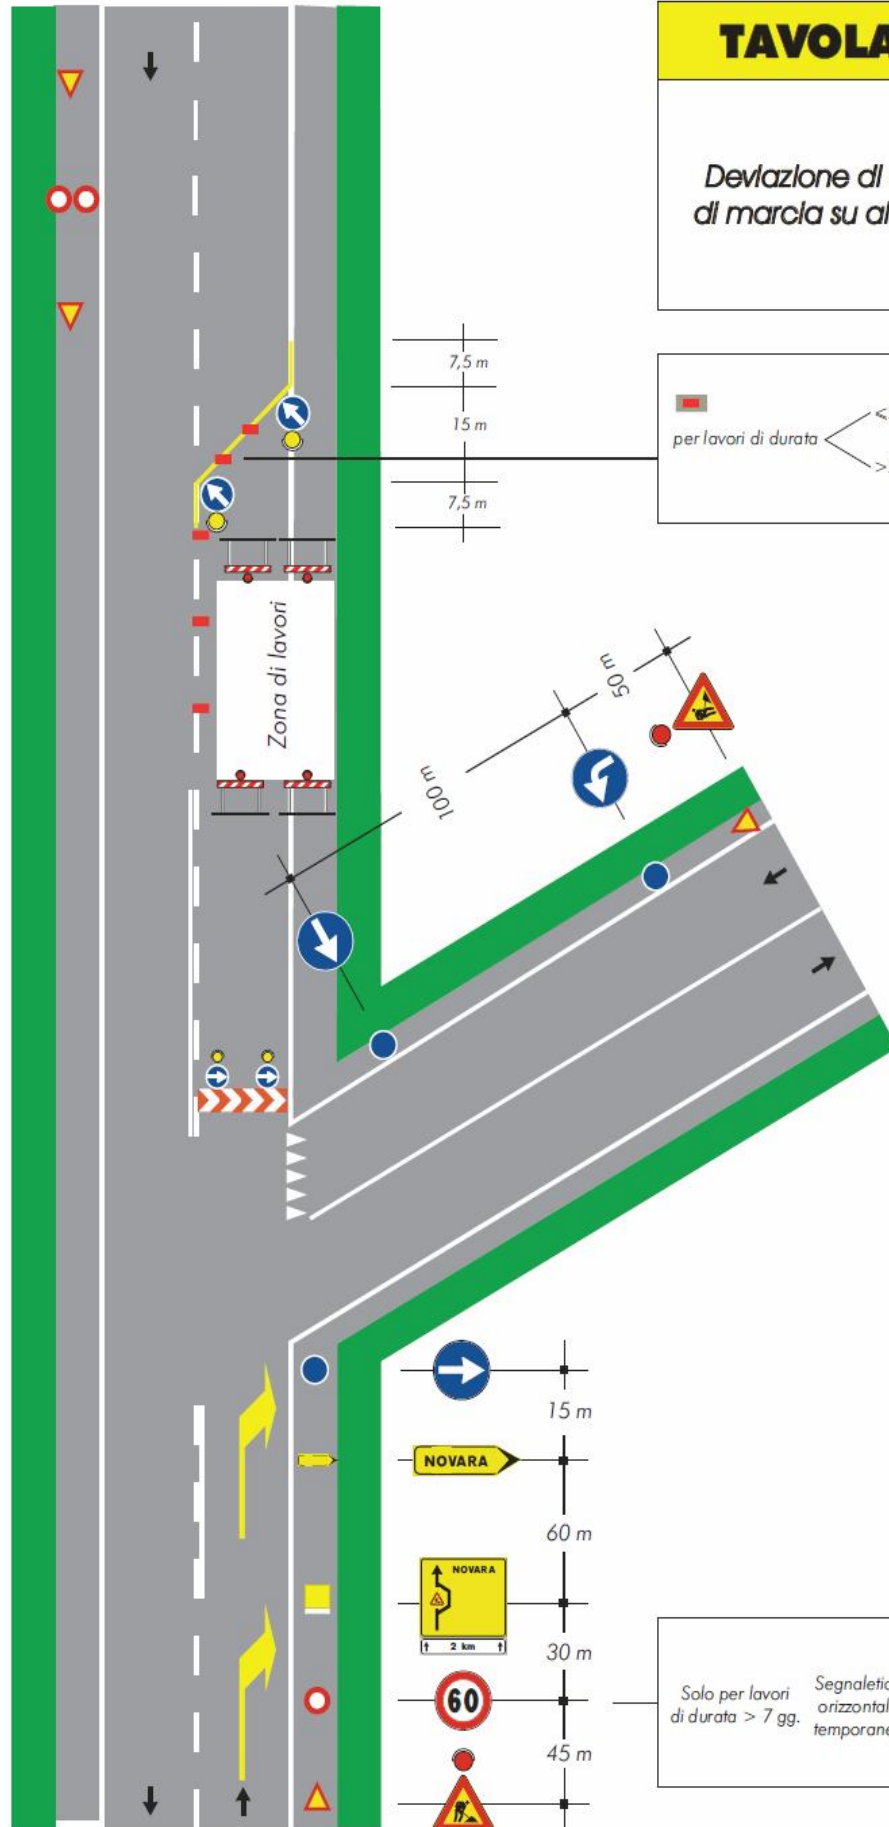 TAVOLA
Deviazione di
di marcia su al
7,5 m
15 m
7,5 m
per lavori di durata
<
>
Zona di lavori
50 m
100 m
15 m
NOVARA
60 m
NOVARA
2 km
30 m
60
45 m
Solo per lavori
di durata > 7 gg.
Segnaletic
orizzontal
temporane